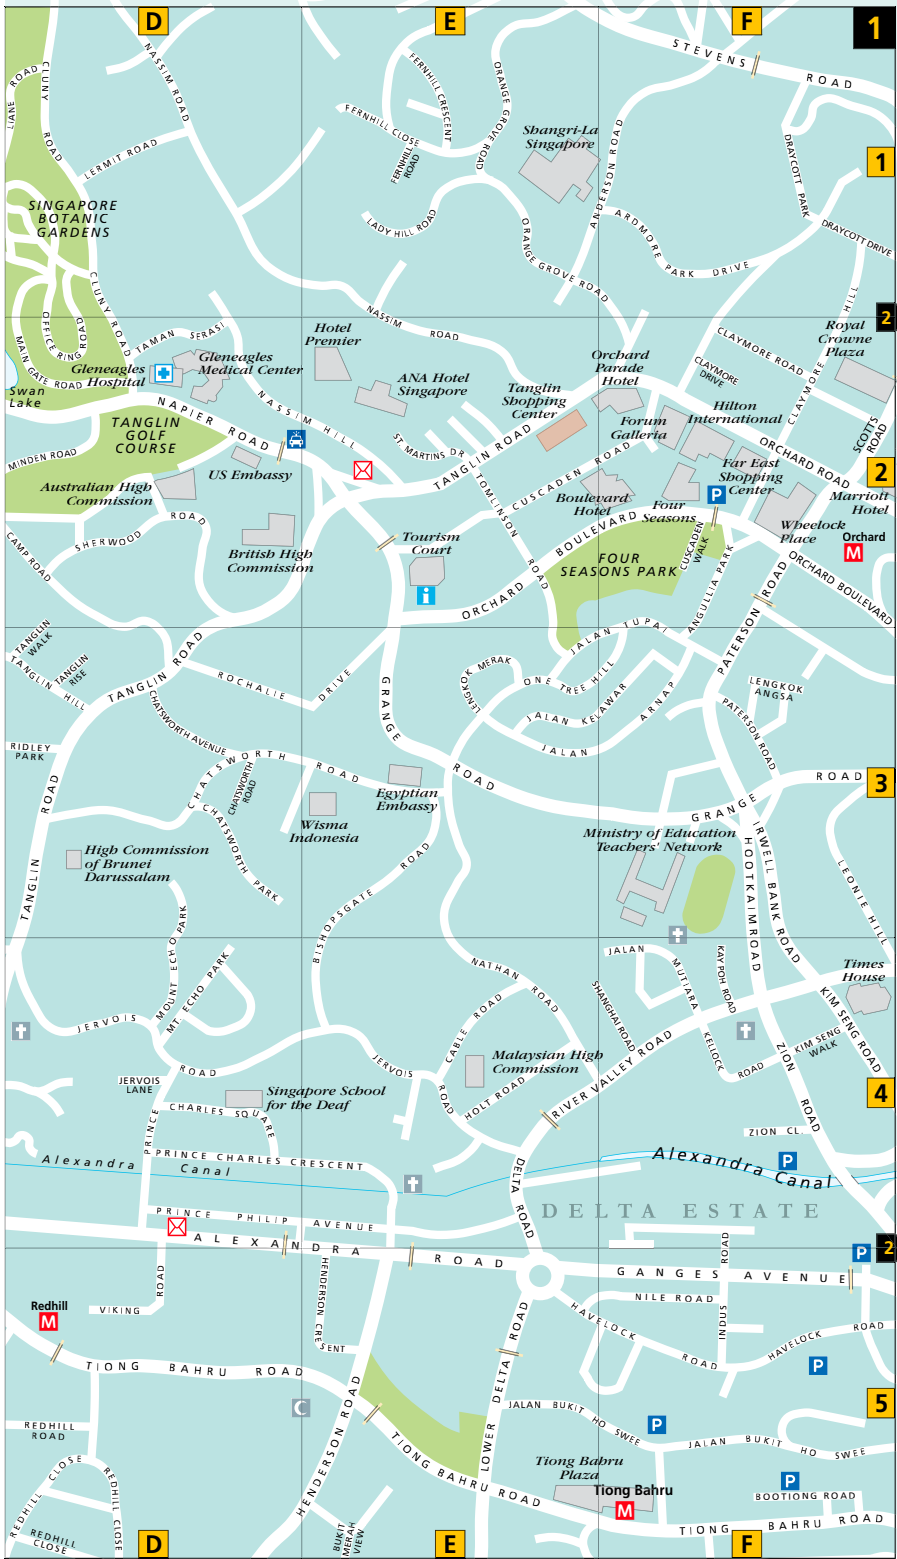 D
E
F
1
STEVENS ROAD
NASSIM ROAD
CLUNY ROAD
ROAD
LIANE
FERNHILL CRESCENT
ORANGE GROVE ROAD
FERNHILL CLOSE
FERNHILL
ROAD
Shangri-La
Singapore
ANDERSON ROAD
DRAYCOTT PARK
1
LERMIT ROAD
SINGAPORE
BOTANIC
GARDENS
LADY HILL ROAD
ARDMORE PARK DRIVE
DRAYCOTT DRIVE
ORANGE GROVE ROAD
CLUNY ROAD
2
NASSIM ROAD
OFFICE RING ROAD
MAIN GATE ROAD
TAMAN SERASI
Hotel
Premier
CLAYMORE ROAD
CLAYMORE
DRIVE
CLAYMORE HILL
Royal
Crowne
Plaza
Gleneagles
Hospital
Gleneagles
Medical Center
Orchard
Parade
Hotel
ANA Hotel
Singapore
Tanglin
Shopping
Center
Swan
Lake
NAPIER ROAD
NASSIM HILL
TANGLIN
GOLF
COURSE
Forum
Galleria
Hilton
International
SCOTTS
ROAD
MINDEN ROAD
ST. MARTINS DR
TANGLIN ROAD
CUSCADEN ROAD
ORCHARD ROAD
US Embassy
Far East
Shopping
Center
2
Australian High
Commission
TOMLINSON ROAD
Boulevard
Hotel
Four
Seasons
P
Marriott
Hotel
Wheelock
Place
SHERWOOD ROAD
British High
Commission
Tourism
Court
BOULEVARD
Orchard
M
CAMP ROAD
FOUR
SEASONS PARK
CUSCADEN
WALK
ANGULLIA PARK
ORCHARD BOULEVARD
i
ORCHARD
PATERSON ROAD
TANGLIN
WALK
TANGLIN
RISE
TANGLIN HILL
TANGLIN ROAD
JALAN TUPAI
ROCHALIE DRIVE
LENGKOK MERAK
ONE TREE HILL
LENGKOK
ANGSA
CHATSWORTH AVENUE
GRANGE ROAD
JALAN KELAWAR
JALAN ARNAP
PATERSON ROAD
RIDLEY
PARK
CHATSWORTH ROAD
CHATSWORTH
ROAD
ROAD
3
Egyptian
Embassy
GRANGE
Wisma
Indonesia
CHATSWORTH PARK
Ministry of Education
Teachers' Network
TANGLIN ROAD
High Commission
of Brunei
Darussalam
BISHOPSGATE ROAD
HOOT KAIM ROAD
IRWELL BANK ROAD
LEONIE HILL
MOUNT ECHO PARK
MT. ECHO PARK
JALAN MUTIARA
KAY POH ROAD
NATHAN ROAD
Times
House
SHANGHAI ROAD
KIM SENG ROAD
JERVOIS ROAD
CABLE ROAD
KELLOCK ROAD
KIM SENG
WALK
ZION ROAD
JERVOIS ROAD
Malaysian High
Commission
RIVER VALLEY ROAD
JERVOIS
LANE
HOLT ROAD
4
Singapore School
for the Deaf
PRINCE CHARLES SQUARE
ZION CL.
PRINCE CHARLES CRESCENT
Alexandra Canal
Alexandra Canal
P
DELTA ROAD
DELTA ESTATE
PRINCE PHILIP AVENUE
ALEXANDRA ROAD
P
2
GANGES AVENUE
VIKING ROAD
HENDERSON CRESENT
NILE ROAD
INDUS ROAD
Redhill
M
HAVELOCK ROAD
HAVELOCK ROAD
TIONG BAHRU ROAD
P
5
REDHILL
ROAD
HENDERSON ROAD
LOWER DELTA ROAD
JALAN BUKIT HO SWEE
P
JALAN BUKIT HO SWEE
TIONG BAHRU ROAD
Tiong Bahru
Plaza
Tiong Bahru
M
P
BOOTIONG ROAD
REDHILL CLOSE
REDHILL CLOSE
REDHILL
CLOSE
BUKIT
MERAH
VIEW
TIONG BAHRU ROAD
D
E
F